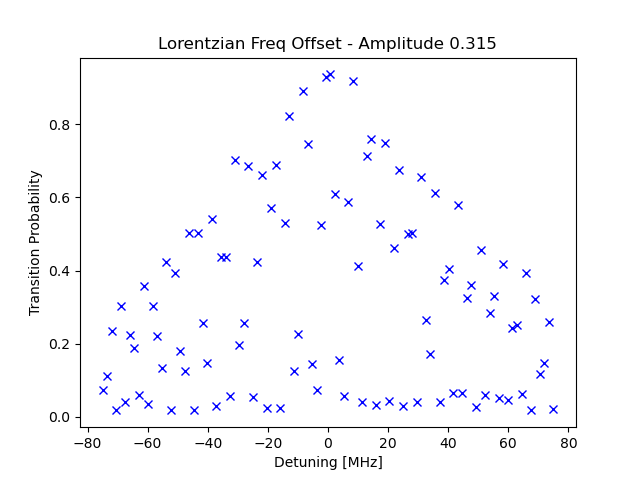 Lorentzian Freq Offset - Amplitude 0.315
Transition Probability
0.8
0.6
0.4
0.2
0.0
−80 −60 −40 −20 0 20 40 60 80
Detuning [MHz]